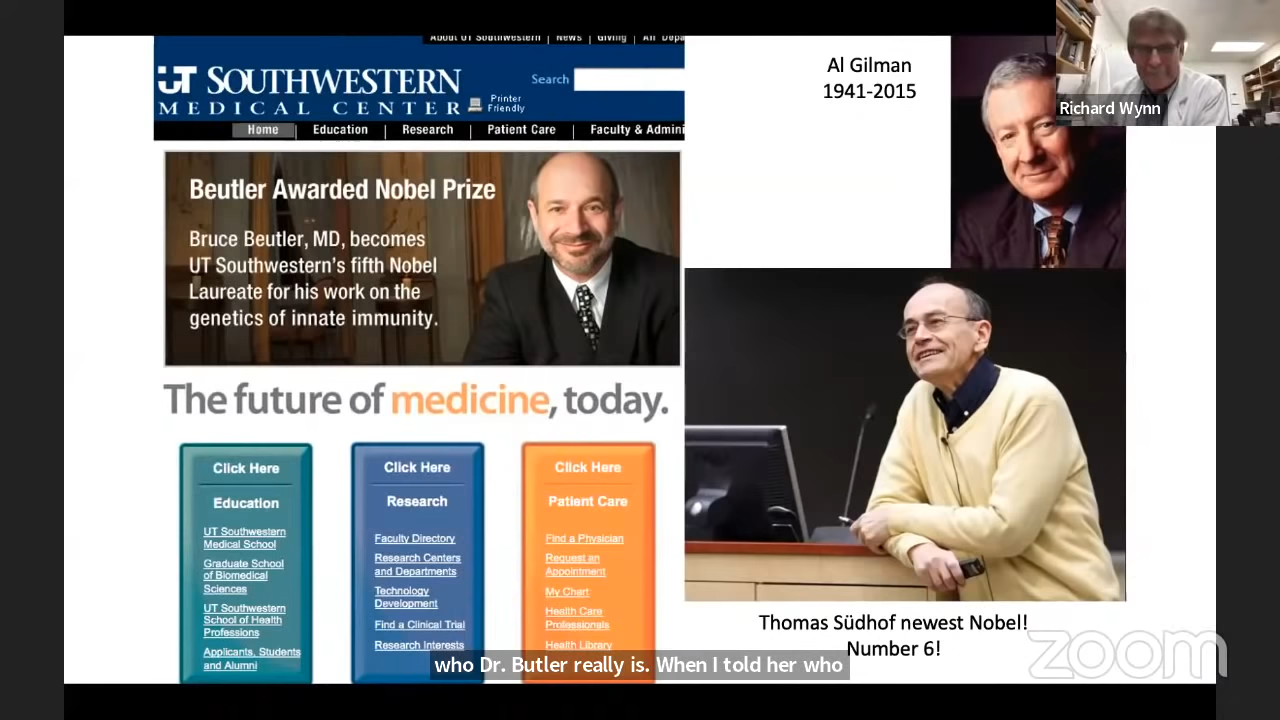 About UT Southwestern | News | Giving |
UT SOUTHWESTERN
MEDICAL CENTER
Search
Printer
Friendly
Home
Education
Research
Patient Care
Faculty & Admini
Beutler Awarded Nobel Prize
Bruce Beutler, MD, becomes
UT Southwestern's fifth Nobel
Laureate for his work on the
genetics of innate immunity.
The future of medicine, today.
Click Here
Education
UT Southwestern
Medical School
Graduate School
of Biomedical
Sciences
UT Southwestern
School of Health
Professions
Applicants, Students
and Alumni
Click Here
Research
Faculty Directory
Research Centers
and Departments
Technology
Development
Find a Clinical Trial
Research Interests
Click Here
Patient Care
Find a Physician
Request an
Appointment
My Chart
Health Care
Professionals
Health Library
Al Gilman
1941-2015
Richard Wynn
Thomas Südhof newest Nobel!
Number 6!
who Dr. Butler really is. When I told her who
zoom